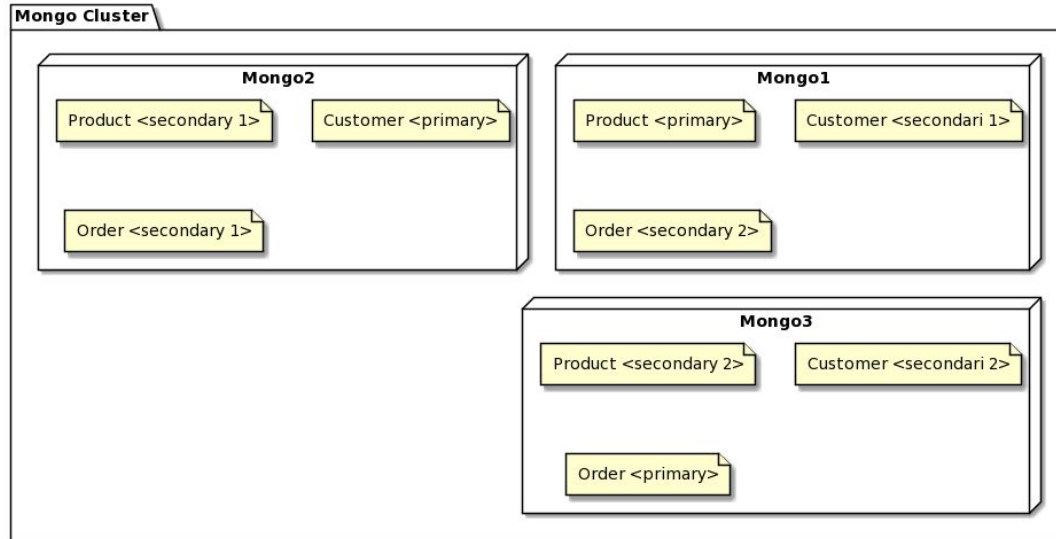 Mongo Cluster
Mongo2
Product <secondary 1>
Customer <primary>
Order <secondary 1>
Mongo1
Product <primary>
Customer <secondari 1>
Order <secondary 2>
Mongo3
Product <secondary 2>
Customer <secondari 2>
Order <primary>